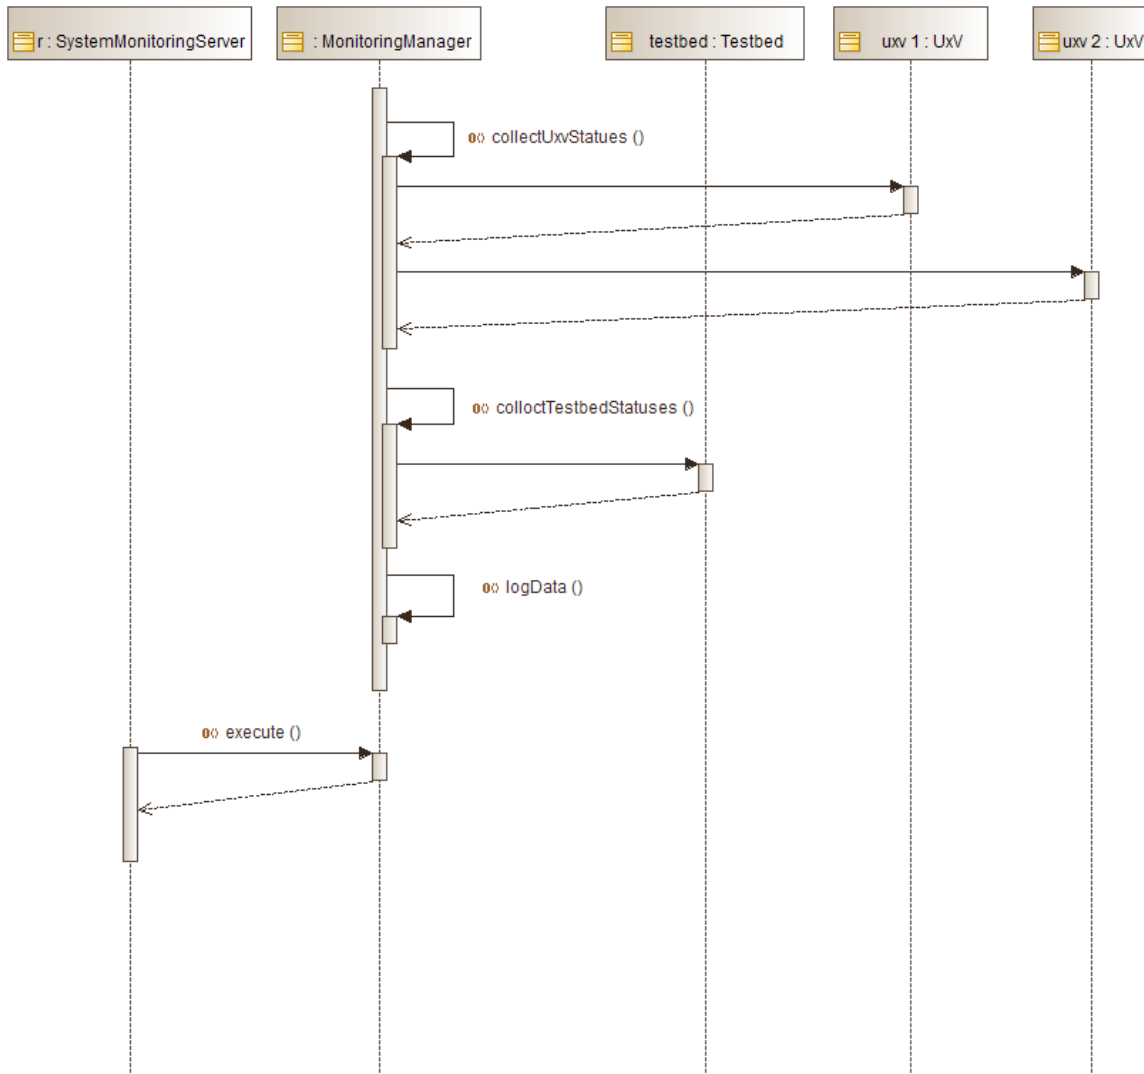 r : SystemMonitoringServer
: MonitoringManager
testbed : Testbed
uxv 1 : UxV
uxv 2 : UxV
collectUxvStatues ()
colloctTestbedStatuses ()
logData ()
execute ()